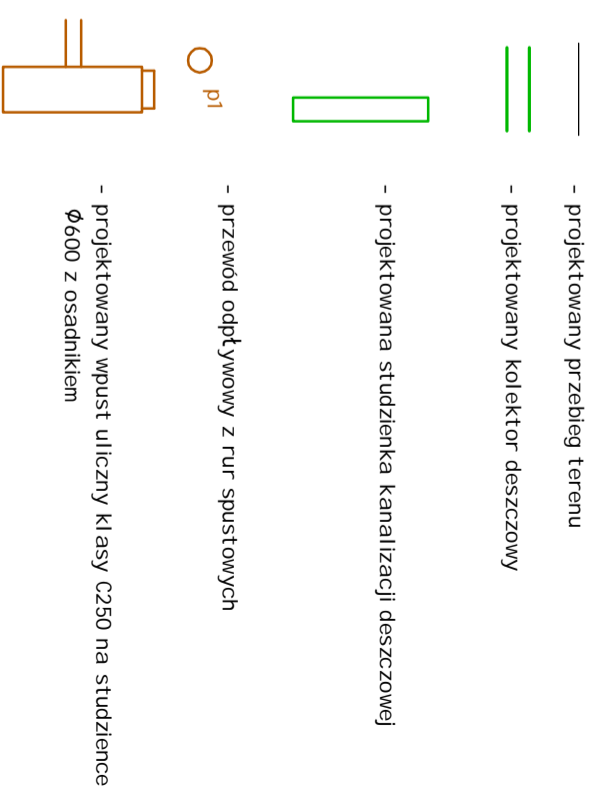 - projektowany przebieg terenu
- projektowany kolektor deszczowy
- projektowana studzienka kanalizacji deszczowej
p1
- przewód odpływowy z rur spustowych
- projektowany wpust uliczny klasy C250 na studzience
Ø600 z osadnikiem